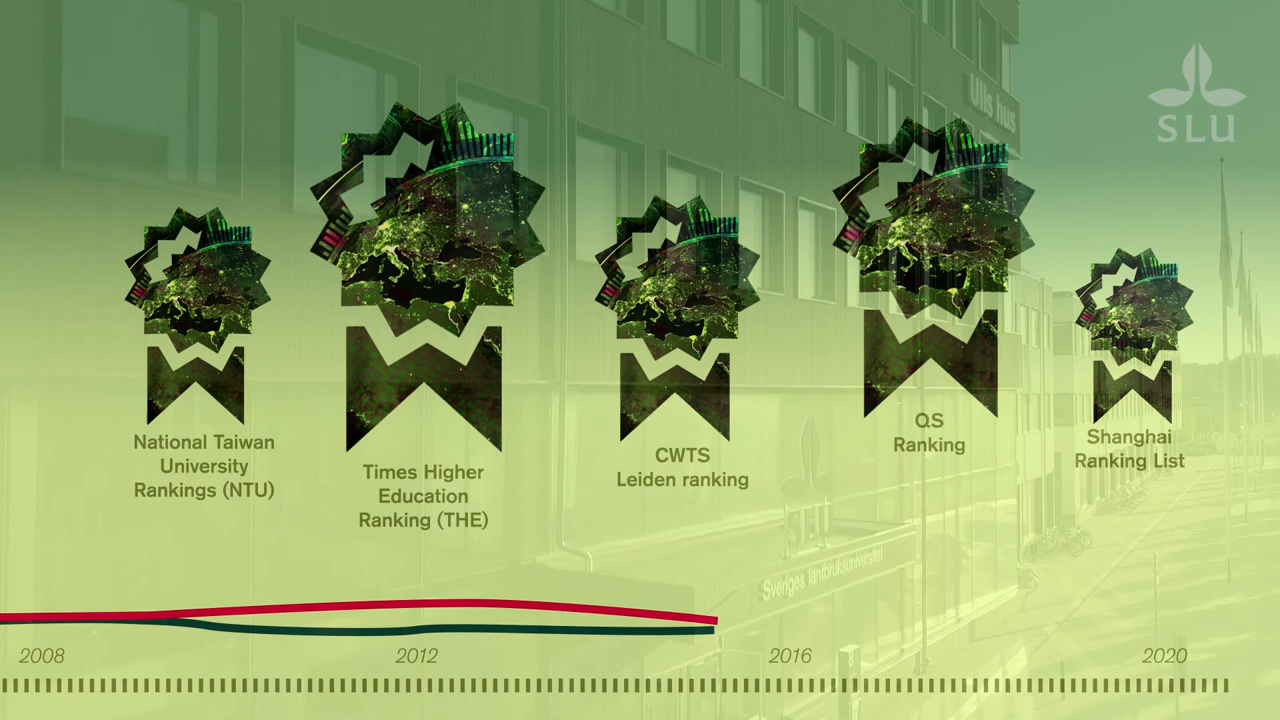 Ulls hus
SLU
National Taiwan
University
Rankings (NTU)
Times Higher
Education
Ranking (THE)
CWTS
Leiden ranking
QS
Ranking
Shanghai
Ranking List
Sveriges lantbruksuniversitet
2008
2012
2016
2020